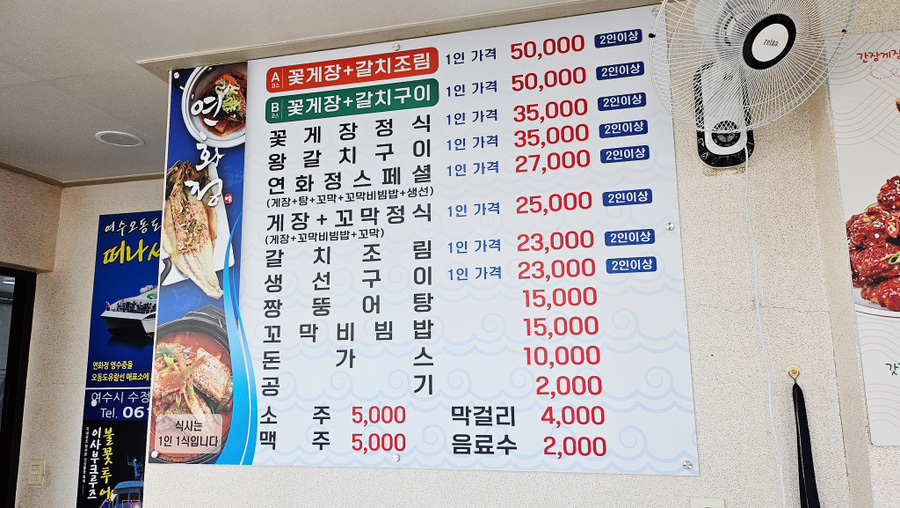 A코스 꽃게장+갈치조림 1인 가격 50,000 2인이상
B코스 꽃게장+갈치구이 1인 가격 50,000 2인이상
꽃게장정식 1인 가격 35,000 2인이상
왕갈치구이 1인 가격 35,000 2인이상
연화정스페셜 1인 가격 27,000 2인이상
(게장+탕+꼬막+꼬막비빔밥+생선)
게장+꼬막정식 1인 가격 25,000 2인이상
(게장+꼬막비빔밥+꼬막)
갈치조림 1인 가격 23,000 2인이상
생선구이 1인 가격 23,000 2인이상
짱뚱어탕 15,000
꼬막비빔밥 15,000
돈가스 10,000
공기 2,000
소주 5,000 막걸리 4,000
맥주 5,000 음료수 2,000
연화정
식사는
1인 1식입니다
여수오동도
떠나
연화정 영수증을
오동도유람선 매표소에
여수시 수정
Tel. 061
불꽃투어
이사부크루즈
간장게장